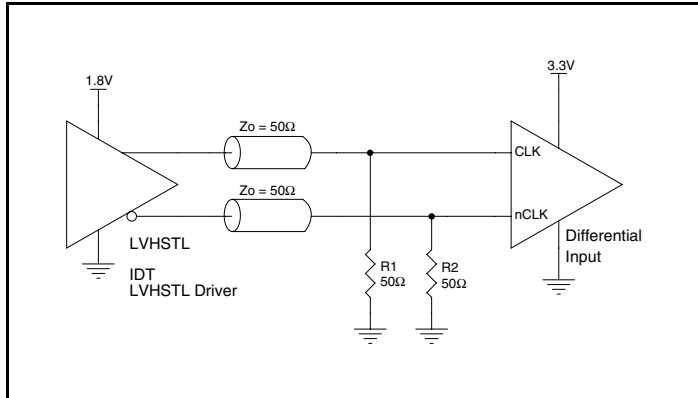 1.8V
3.3V
Zo = 50Ω
CLK
Zo = 50Ω
nCLK
LVHSTL
IDT
LVHSTL Driver
R1
50Ω
R2
50Ω
Differential
Input